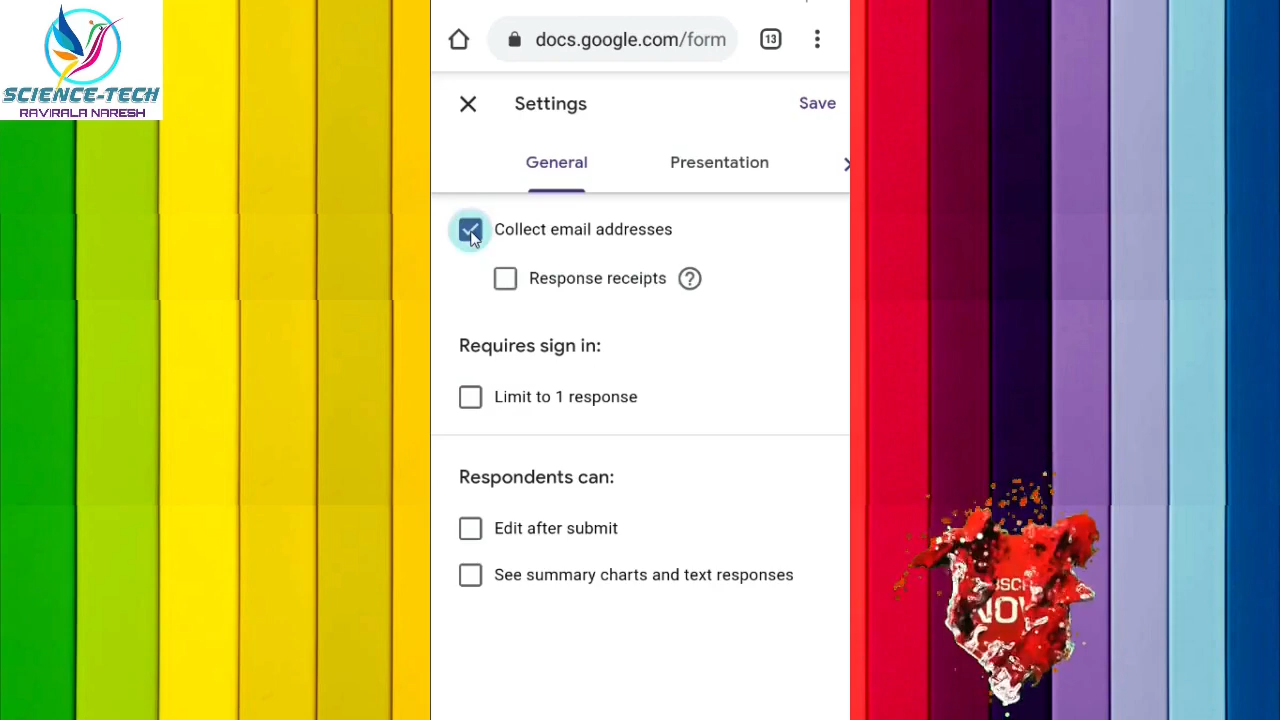 SCIENCE-TECH
RAVIRALA NARESH
docs.google.com/form
13
Settings
Save
General
Presentation
Collect email addresses
Response receipts
Requires sign in:
Limit to 1 response
Respondents can:
Edit after submit
See summary charts and text responses